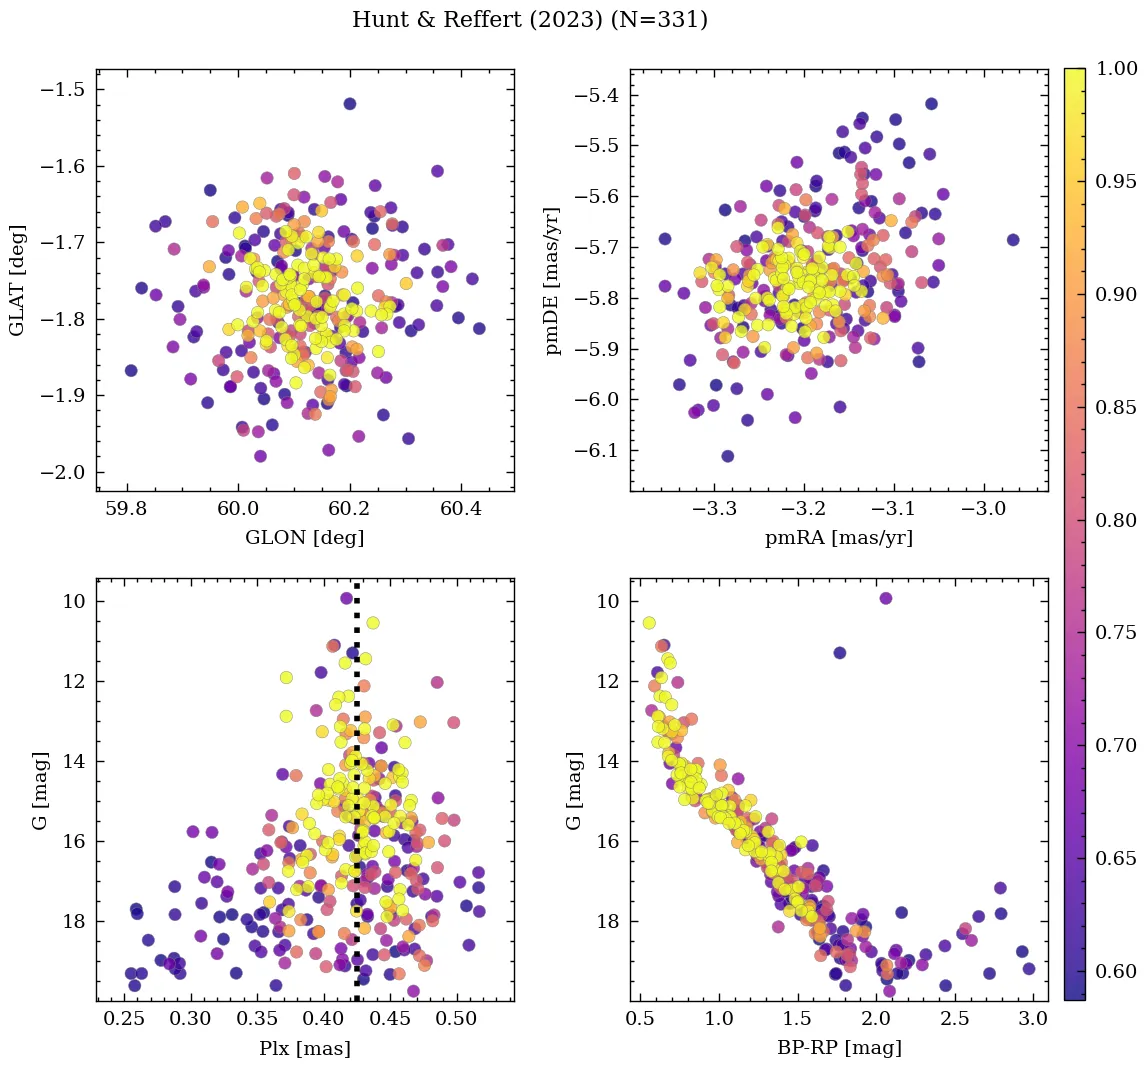 Hunt & Reffert (2023) (N=331)
−1.5
−1.6
−1.7
−1.8
−1.9
−2.0
GLAT [deg]
59.8 60.0 60.2 60.4
GLON [deg]
−5.4
−5.5
−5.6
−5.7
−5.8
−5.9
−6.0
−6.1
pmDE [mas/yr]
−3.3 −3.2 −3.1 −3.0
pmRA [mas/yr]
10
12
14
16
18
G [mag]
0.25 0.30 0.35 0.40 0.45 0.50
Plx [mas]
10
12
14
16
18
G [mag]
0.5 1.0 1.5 2.0 2.5 3.0
BP-RP [mag]
1.00
0.95
0.90
0.85
0.80
0.75
0.70
0.65
0.60